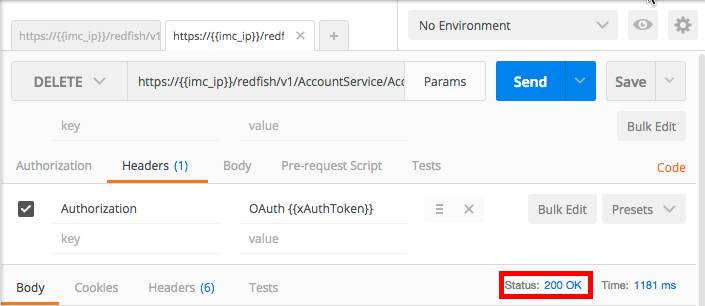 https://{{imc_ip}}/redfish/v1
https://{{imc_ip}}/redf
No Environment
DELETE
https://{{imc_ip}}/redfish/v1/AccountService/Acc
Params
Send
Save
key
value
Bulk Edit
Authorization
Headers (1)
Body
Pre-request Script
Tests
Code
Authorization
OAuth {{xAuthToken}}
Bulk Edit
Presets
key
value
Body
Cookies
Headers (6)
Tests
Status: 200 OK
Time: 1181 ms